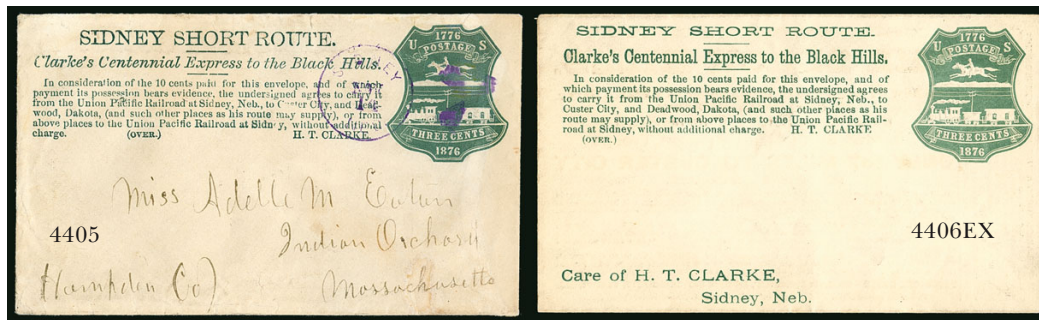 SIDNEY SHORT ROUTE.
Clarke's Centennial Express to the Black Hills.
In consideration of the 10 cents paid for this envelope, and of which
payment its possession bears evidence, the undersigned agrees to carry it
from the Union Pacific Railroad at Sidney, Neb., to Custer City, and Dead-
wood, Dakota, (and such other places as his route may supply), or from
above places to the Union Pacific Railroad at Sidney, without additional
charge. (OVER.)
H. T. CLARKE.
1776
U S
POSTAGE
THREE CENTS
1876
SIDNEY
Miss Adelle M Eaton
Indian Orchard
Hampden Co)
Massachusetts
4405
SIDNEY SHORT ROUTE.
Clarke's Centennial Express to the Black Hills.
In consideration of the 10 cents paid for this envelope, and of
which payment its possession bears evidence, the undersigned agrees
to carry it from the Union Pacific Railroad at Sidney, Neb., to
Custer City, and Deadwood, Dakota, (and such other places as his
route may supply), or from above places to the Union Pacific Rail-
road at Sidney, without additional charge. H. T. CLARKE
(OVER.)
1776
U S
POSTAGE
THREE CENTS
1876
4406EX
Care of H. T. CLARKE,
Sidney, Neb.